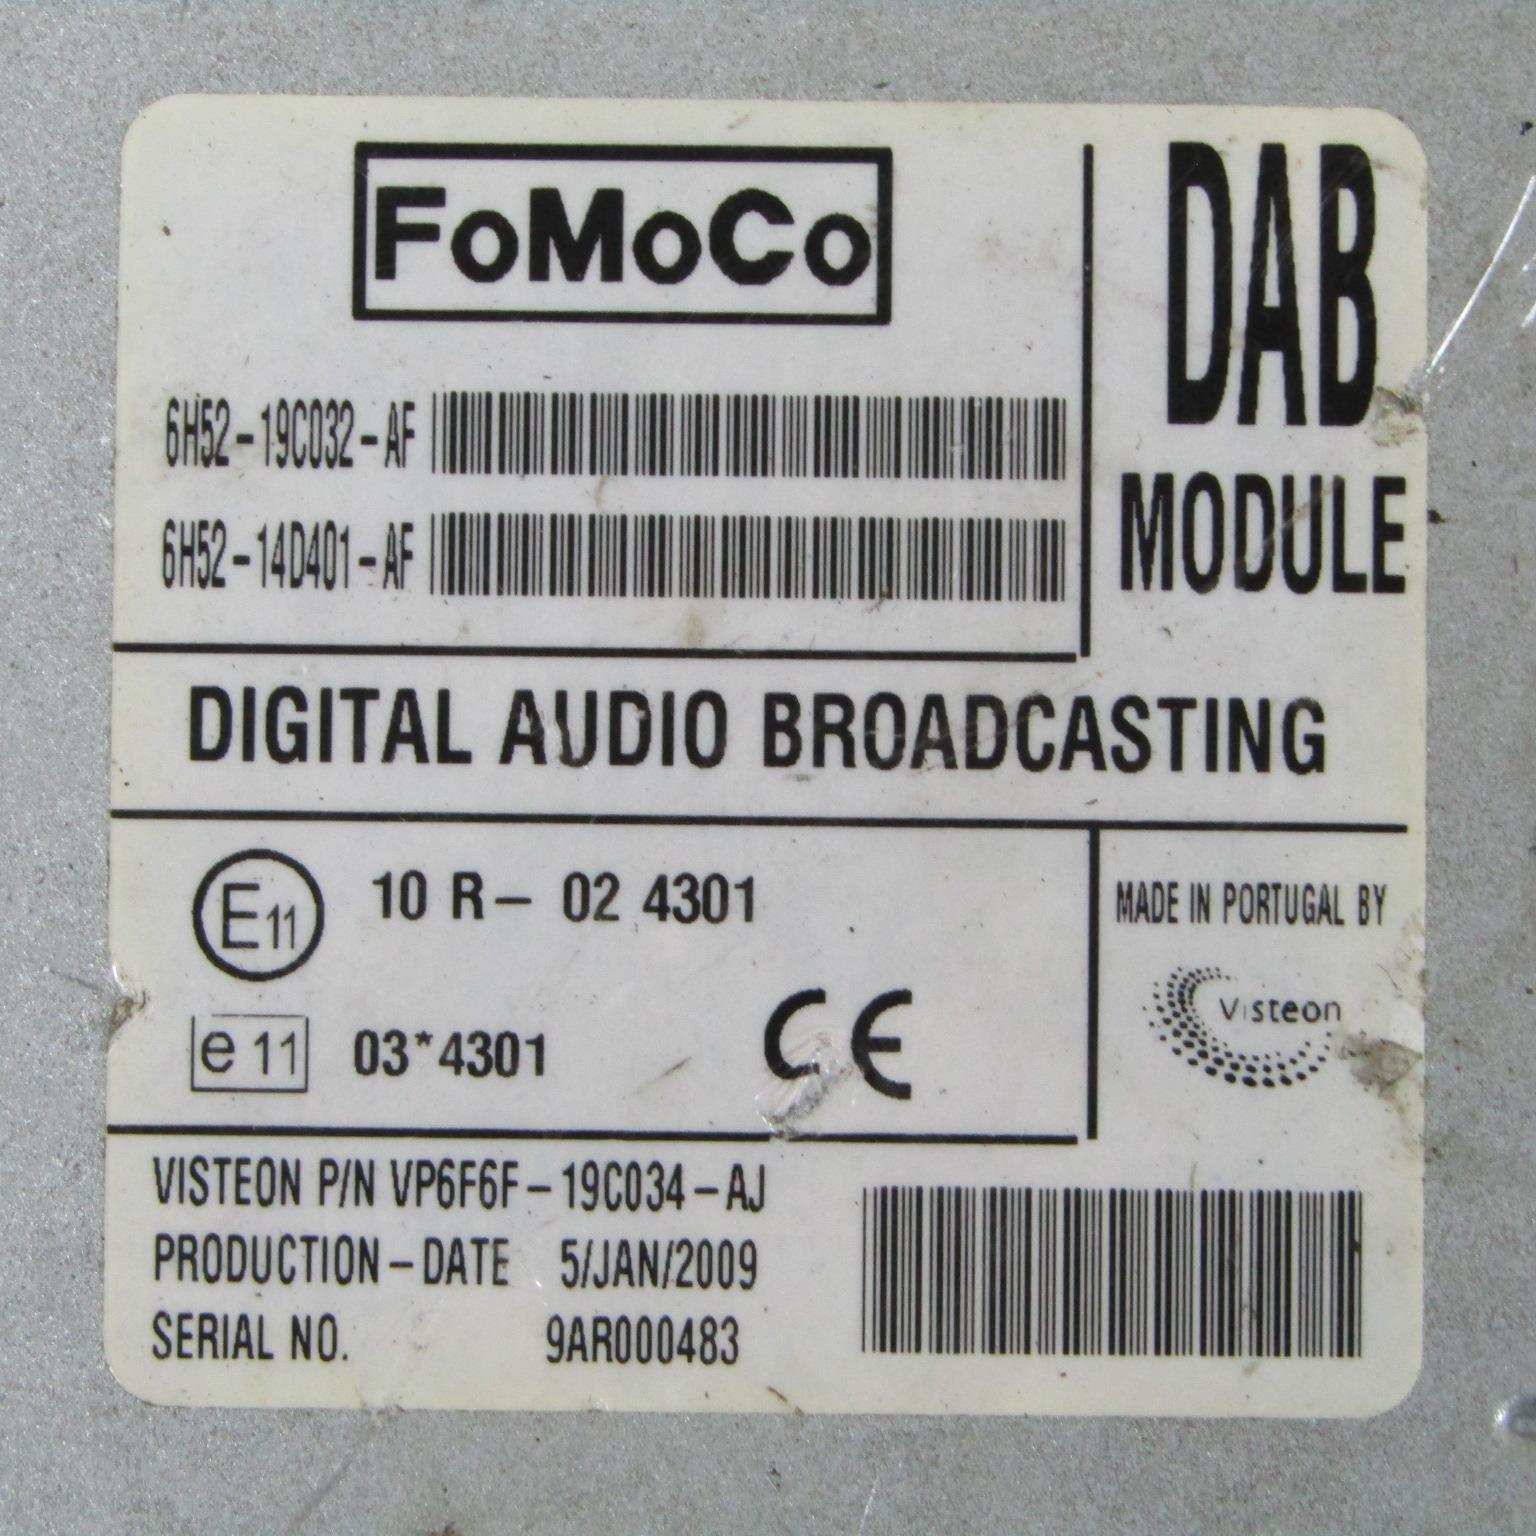 FoMoCo
DAB
MODULE
6H52-19C032-AF
6H52-14D401-AF
DIGITAL AUDIO BROADCASTING
E11 10 R- 02 4301
e11 03*4301
CE
MADE IN PORTUGAL BY
Visteon
VISTEON P/N VP6F6F-19C034-AJ
PRODUCTION-DATE 5/JAN/2009
SERIAL NO. 9AR000483